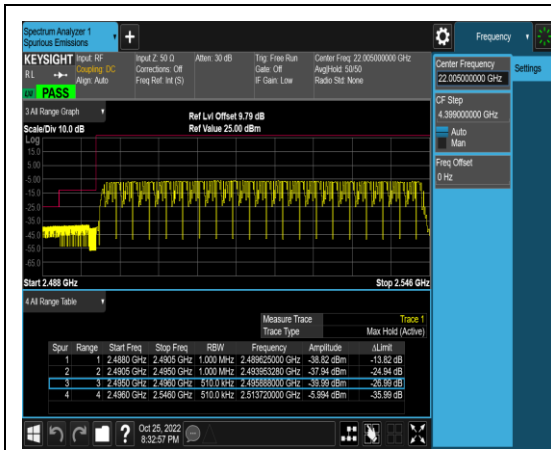 Spectrum Analyzer 1
Spurious Emissions
Frequency
KEYSIGHT
Input: RF
Input Z: 50 Ω
Atten: 30 dB
Trig: Free Run
Center Freq: 22.005000000 GHz
RL
Coupling: DC
Corrections: Off
Gate: Off
Avg|Hold: 50/50
Align: Auto
Freq Ref: Int (S)
IF Gain: Low
Radio Std: None
PASS
Center Frequency
22.005000000 GHz
Settings
CF Step
4.399000000 GHz
Auto
Man
Freq Offset
0 Hz
3 All Range Graph
Ref Lvl Offset 9.79 dB
Scale/Div 10.0 dB
Ref Value 25.00 dBm
Log
15.0
5.00
-5.00
-15.0
-25.0
-35.0
-45.0
-55.0
-65.0
Start 2.488 GHz
Stop 2.546 GHz
4 All Range Table
Measure Trace
Trace 1
Trace Type
Max Hold (Active)
Spur Range Start Freq Stop Freq RBW Frequency Amplitude ΔLimit
1 1 2.4880 GHz 2.4905 GHz 1.000 MHz 2.489625000 GHz -38.82 dBm -13.82 dB
2 2 2.4905 GHz 2.4950 GHz 1.000 MHz 2.493953280 GHz -37.94 dBm -24.94 dB
3 3 2.4950 GHz 2.4960 GHz 510.0 kHz 2.495888000 GHz -39.99 dBm -26.99 dB
4 4 2.4960 GHz 2.5460 GHz 510.0 kHz 2.513720000 GHz -5.994 dBm -35.99 dB
?
Oct 25, 2022
8:32:57 PM